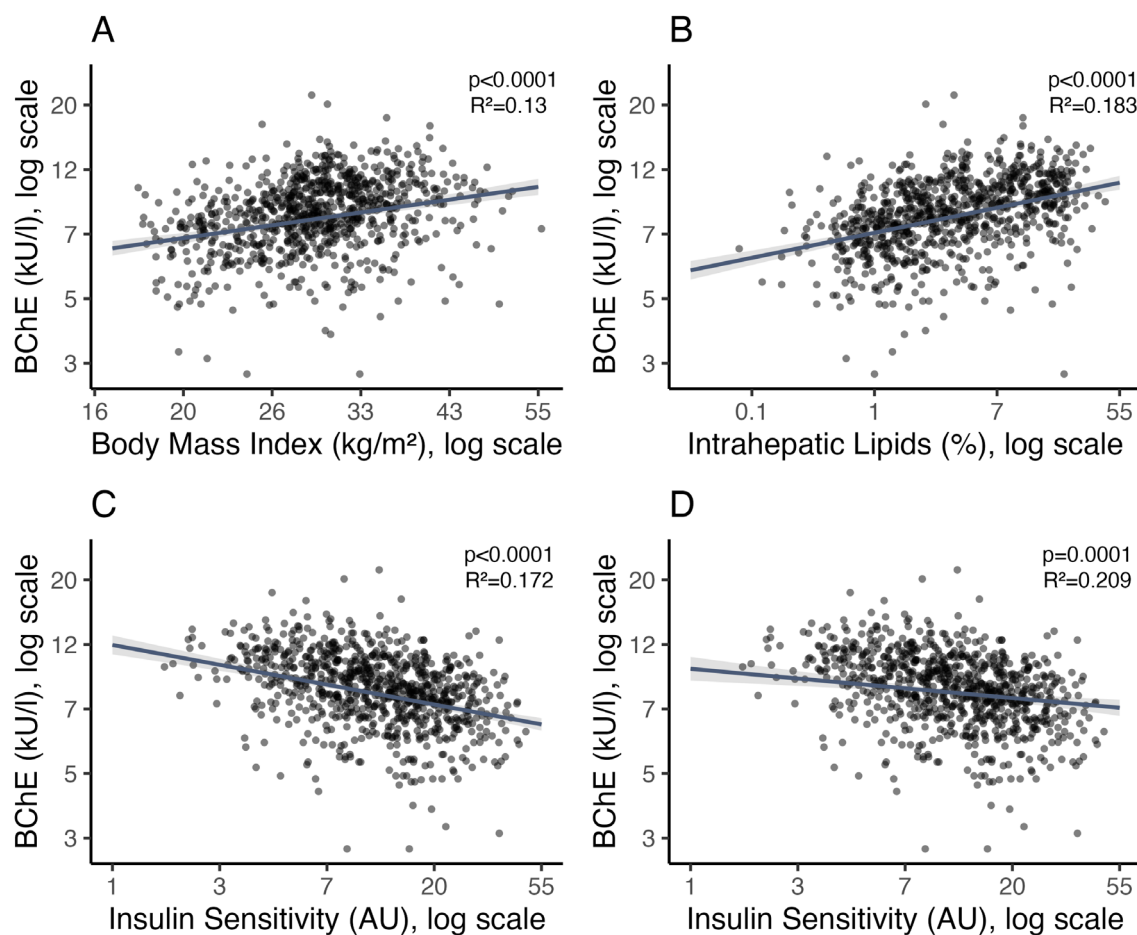 A
p<0.0001
R²=0.13
BChE (kU/l), log scale
20
12
7
5
3
16 20 26 33 43 55
Body Mass Index (kg/m²), log scale
B
p<0.0001
R²=0.183
BChE (kU/l), log scale
20
12
7
5
3
0.1 1 7 55
Intrahepatic Lipids (%), log scale
C
p<0.0001
R²=0.172
BChE (kU/l), log scale
20
12
7
5
3
1 3 7 20 55
Insulin Sensitivity (AU), log scale
D
p=0.0001
R²=0.209
BChE (kU/l), log scale
20
12
7
5
3
1 3 7 20 55
Insulin Sensitivity (AU), log scale